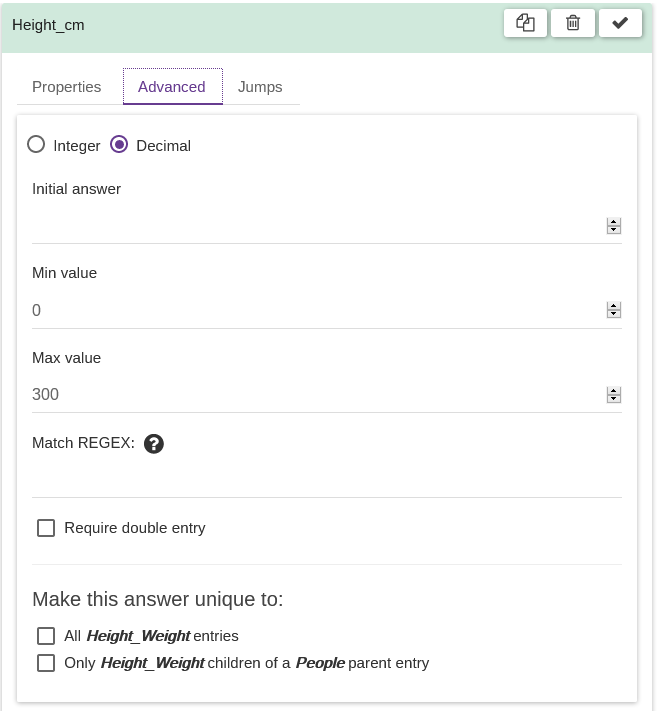 Height_cm
Properties Advanced Jumps
Integer Decimal
Initial answer
Min value
0
Max value
300
Match REGEX: ?
Require double entry
Make this answer unique to:
All Height_Weight entries
Only Height_Weight children of a People parent entry